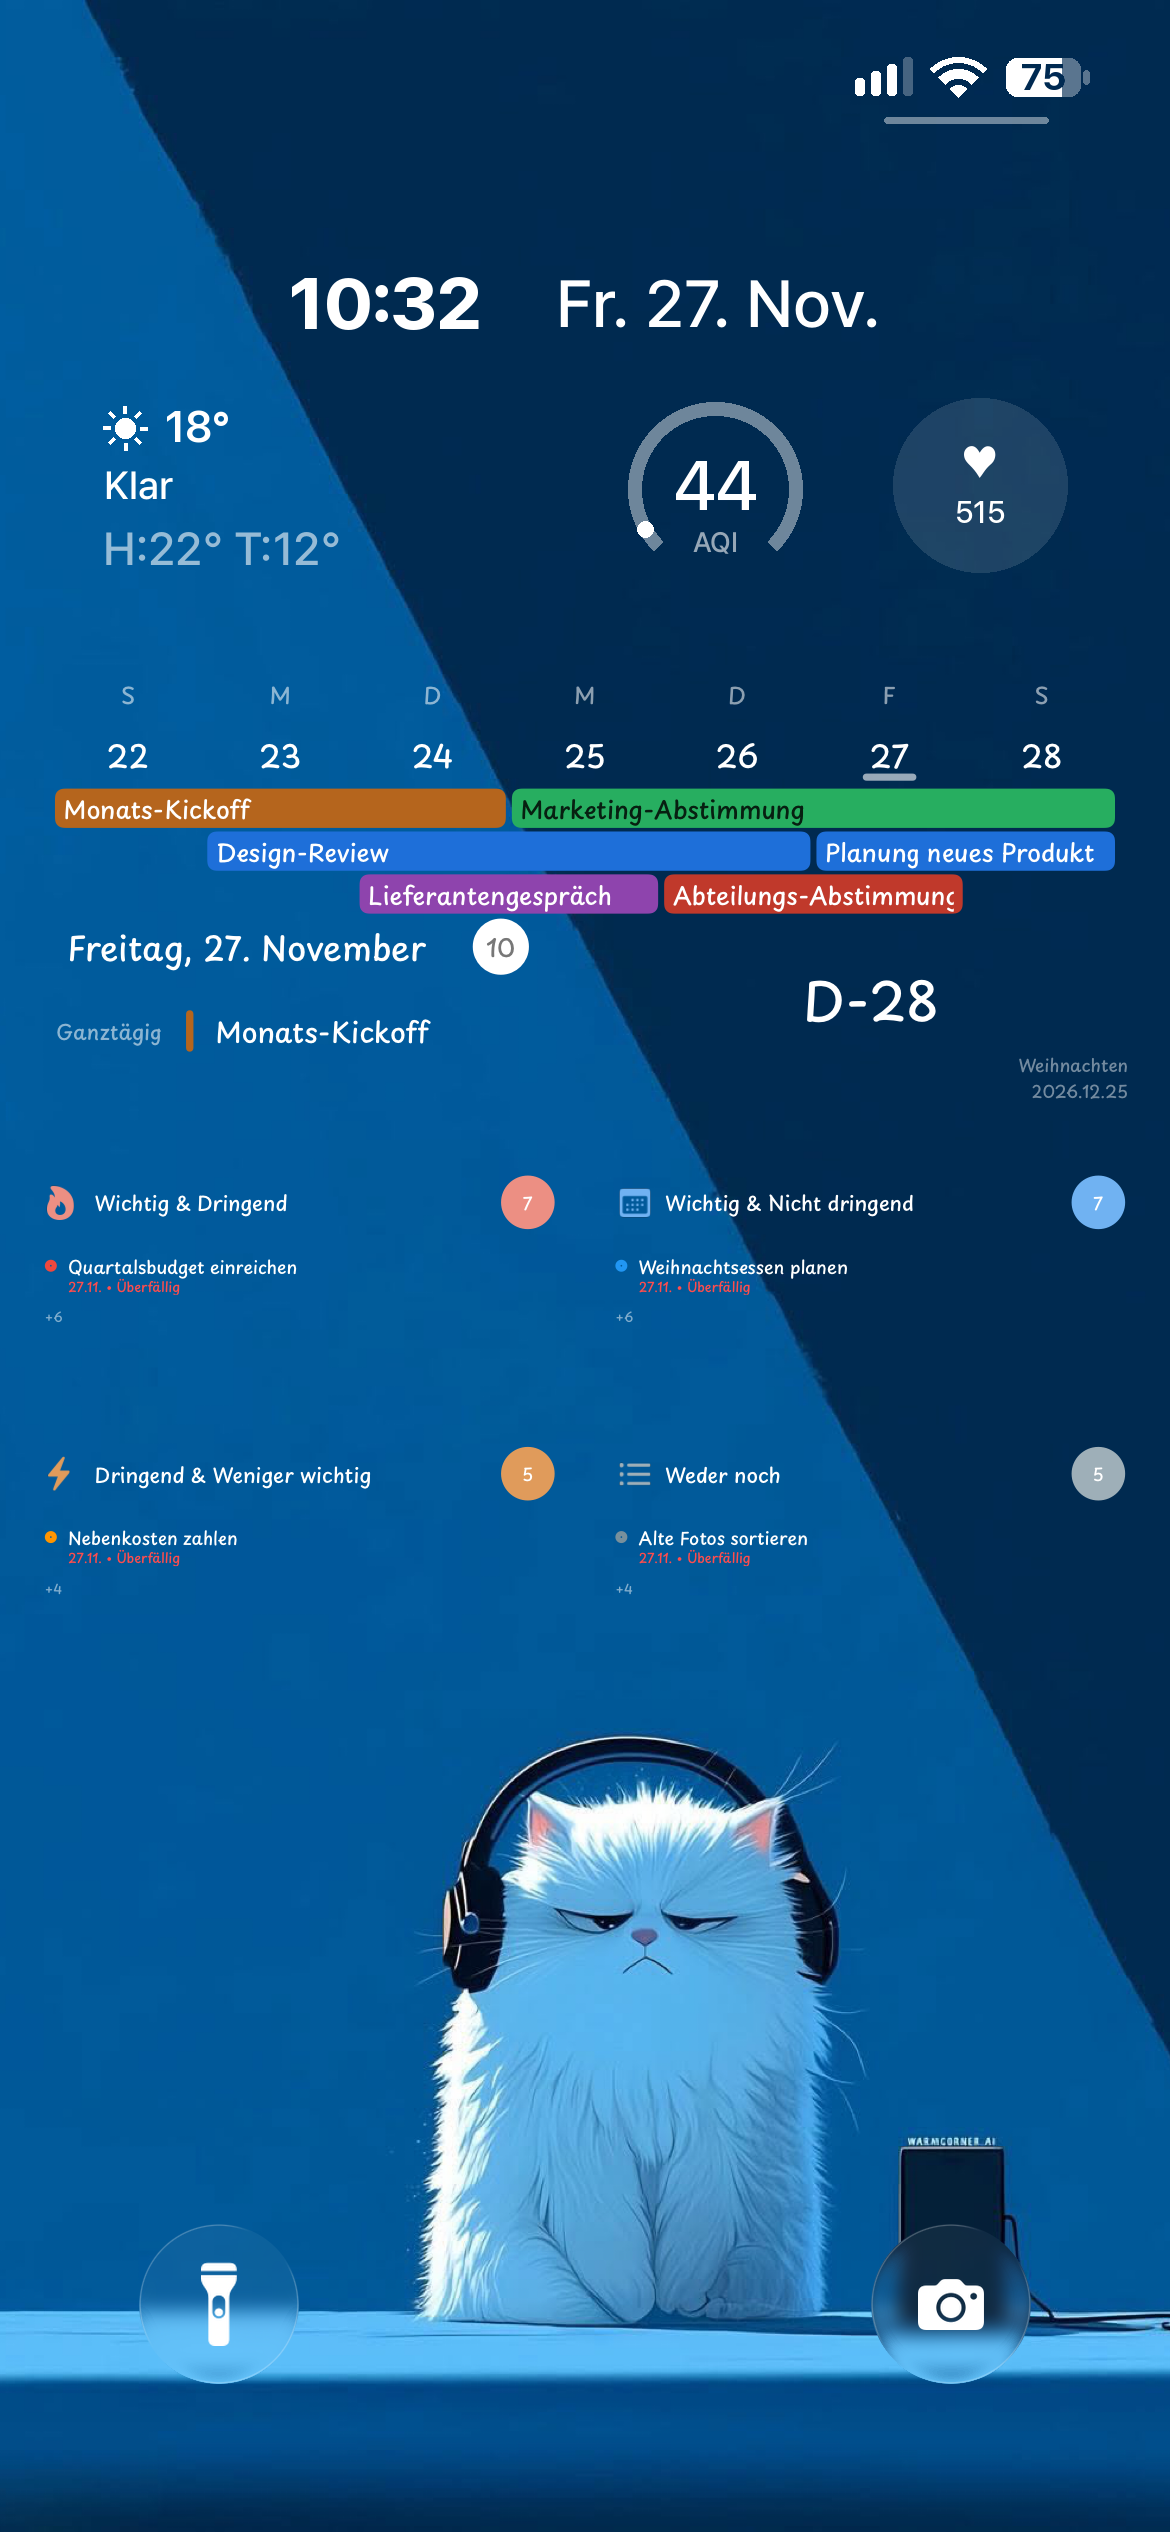 75
10:32 Fr. 27. Nov.
18°
Klar
H:22° T:12°
44
AQI
515
S M D M D F S
22 23 24 25 26 27 28
Monats-Kickoff
Marketing-Abstimmung
Design-Review
Planung neues Produkt
Lieferantengespräch
Abteilungs-Abstimmung
Freitag, 27. November 10
Ganztägig Monats-Kickoff
D-28
Weihnachten
2026.12.25
Wichtig & Dringend 7
Quartalsbudget einreichen
27.11. • Überfällig
+6
Wichtig & Nicht dringend 7
Weihnachtsessen planen
27.11. • Überfällig
+6
Dringend & Weniger wichtig 5
Nebenkosten zahlen
27.11. • Überfällig
+4
Weder noch 5
Alte Fotos sortieren
27.11. • Überfällig
+4
WARMCORNER.AI